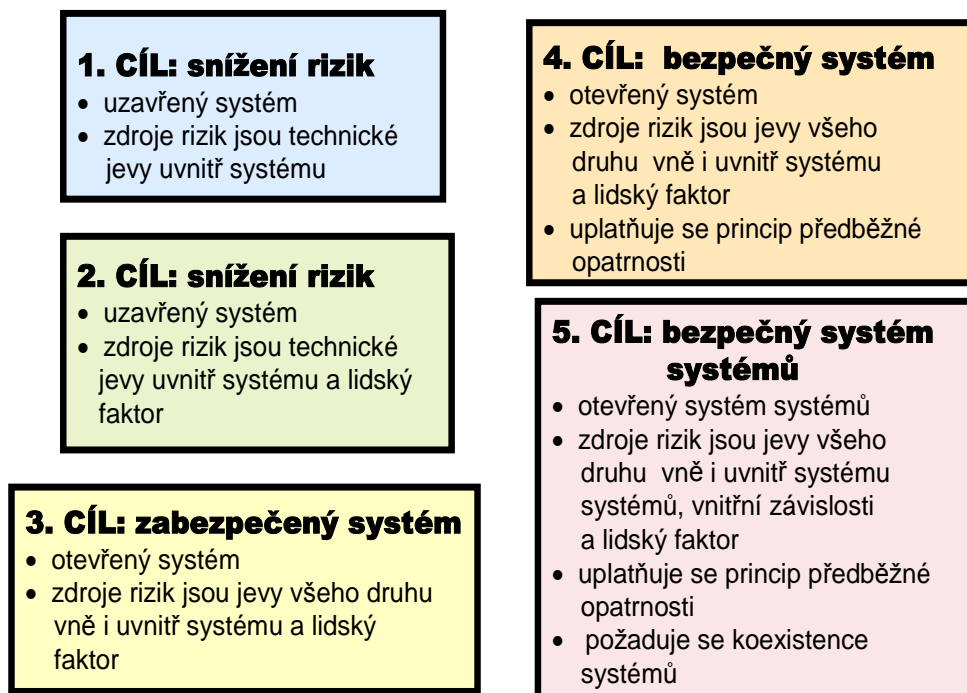 1. CÍL: snížení rizik
• uzavřený systém
• zdroje rizik jsou technické
jevy uvnitř systému
2. CÍL: snížení rizik
• uzavřený systém
• zdroje rizik jsou technické
jevy uvnitř systému a lidský
faktor
3. CÍL: zabezpečený systém
• otevřený systém
• zdroje rizik jsou jevy všeho druhu
vně i uvnitř systému a lidský
faktor
4. CÍL: bezpečný systém
• otevřený systém
• zdroje rizik jsou jevy všeho
druhu vně i uvnitř systému
a lidský faktor
• uplatňuje se princip předběžné
opatrnosti
5. CÍL: bezpečný systém
systémů
• otevřený systém systémů
• zdroje rizik jsou jevy všeho
druhu vně i uvnitř systému
systémů, vnitřní závislosti
a lidský faktor
• uplatňuje se princip předběžné
opatrnosti
• požaduje se koexistence
systémů